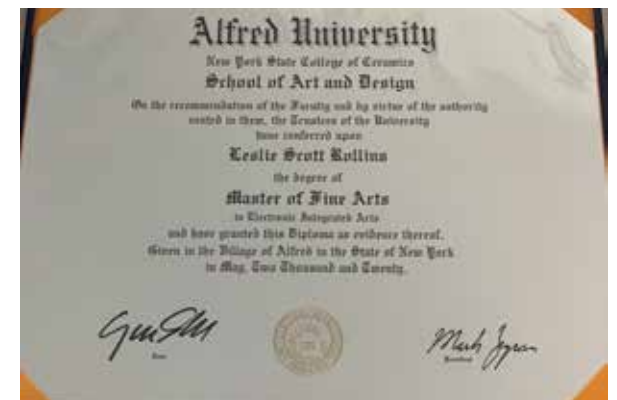 Alfred University
New York State College of Ceramics
School of Art and Design
On the recommendation of the Faculty and by virtue of the authority
vested in them, the Trustees of the University
have conferred upon
Leslie Scott Rollins
the degree of
Master of Fine Arts
in Electronic Integrated Arts
and have granted this Diploma as evidence thereof.
Given in the Village of Alfred in the State of New York
in May, Two Thousand and Twenty.
Mark
President